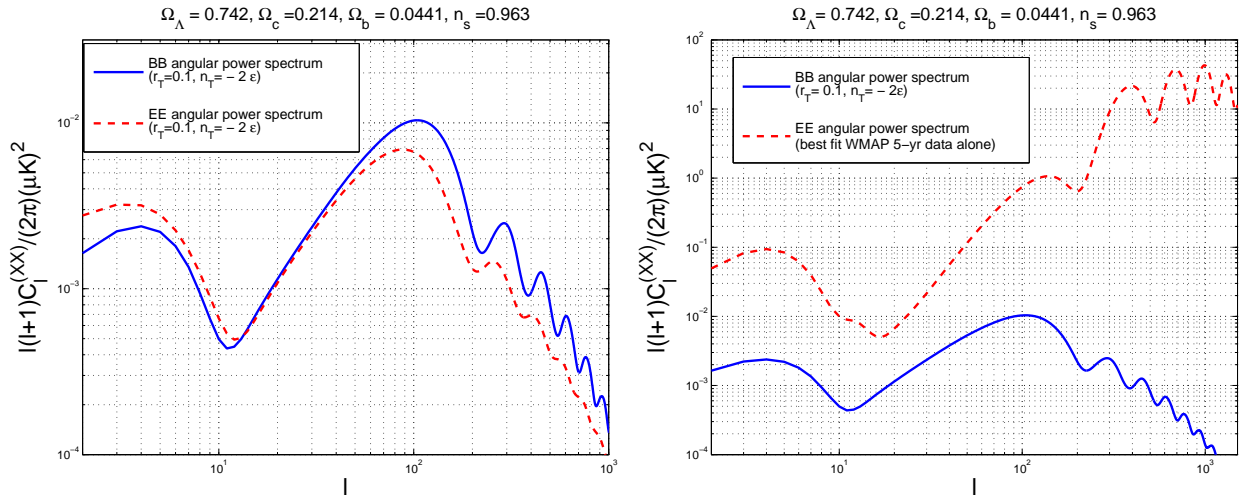 Ω_Λ = 0.742, Ω_c =0.214, Ω_b = 0.0441, n_s =0.963
BB angular power spectrum
(r_T=0.1, n_T= − 2 ε)
EE angular power spectrum
(r_T=0.1, n_T= − 2 ε)
10^−2
10^−3
10^−4
l(l+1)C_l^(XX)/(2π)(μK)^2
10^1
10^2
10^3
l
Ω_Λ = 0.742, Ω_c =0.214, Ω_b = 0.0441, n_s = 0.963
BB angular power spectrum
(r_T= 0.1, n_T= − 2ε)
EE angular power spectrum
(best fit WMAP 5−yr data alone)
10^2
10^1
10^0
10^−1
10^−2
10^−3
10^−4
l(l+1)C_l^(XX)/(2π)(μK)^2
10^1
10^2
10^3
l